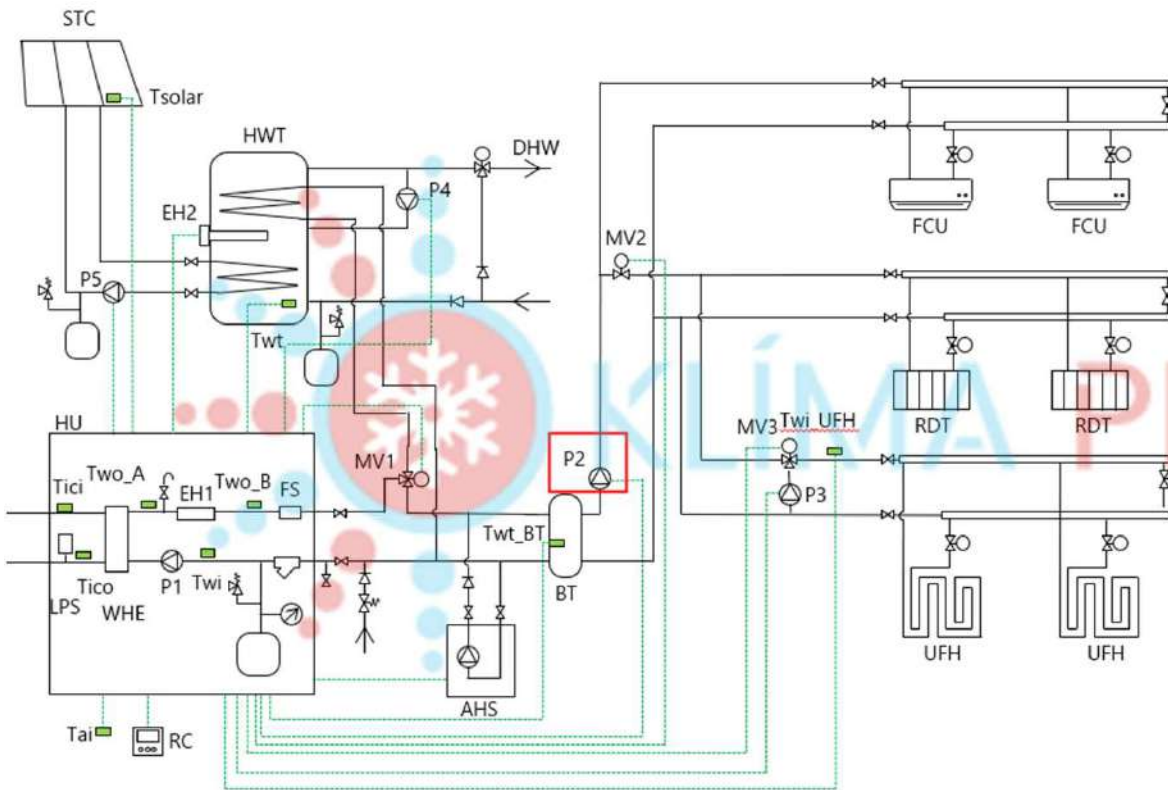 STC
Tsolar
HWT
DHW
P4
EH2
FCU
FCU
MV2
P5
Twt
KLÍMA P
RDT
RDT
HU
MV3
Twi_UFH
MV1
P2
Two_A
Two_B
Tici
EH1
FS
P3
Twt_BT
Tico
P1
Twi
BT
LPS
WHE
UFH
UFH
AHS
Tai
RC